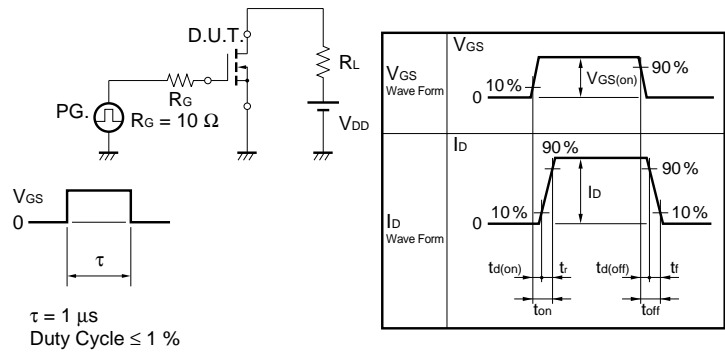 D.U.T.
RL
RG
PG.
RG = 10 Ω
VDD
VGS
0
τ
τ = 1 μs
Duty Cycle ≤ 1 %
VGS
Wave Form
VGS
10 %
VGS(on)
90 %
0
ID
Wave Form
ID
90 %
90 %
ID
10 %
10 %
0
td(on)
tr
td(off)
tf
ton
toff